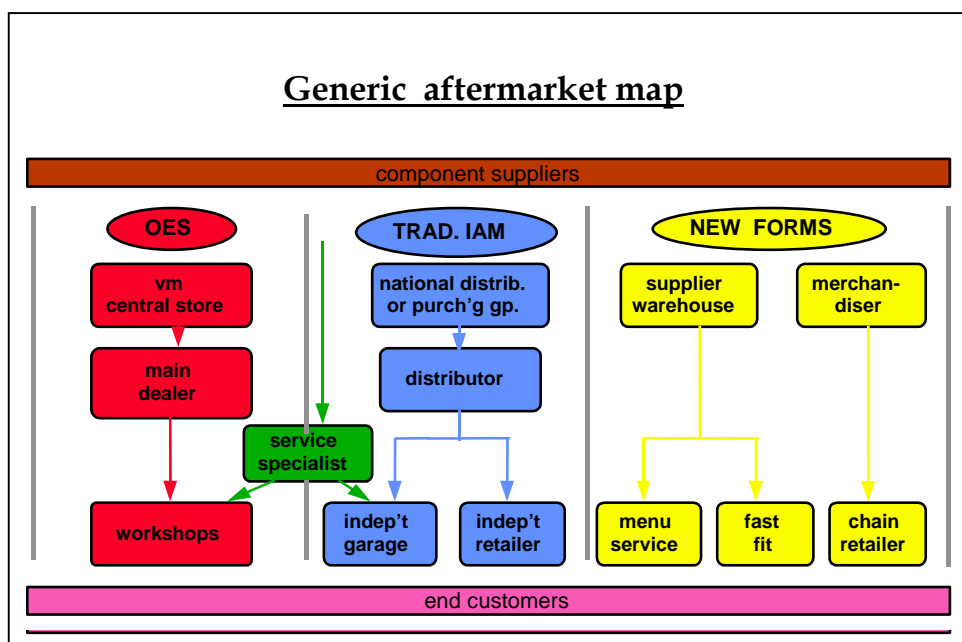 Generic aftermarket map
component suppliers
OES
TRAD. IAM
NEW FORMS
vm
central store
national distrib.
or purch'g gp.
supplier
warehouse
merchan-
diser
main
dealer
distributor
service
specialist
workshops
indep't
garage
indep't
retailer
menu
service
fast
fit
chain
retailer
end customers